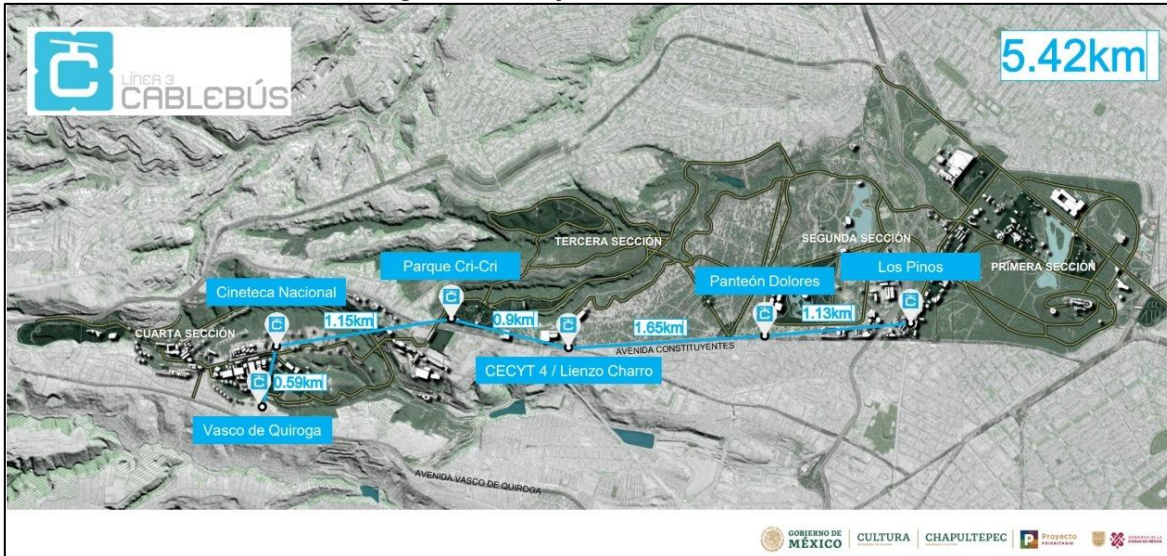 LÍNEA 3
CABLEBÚS
5.42km
TERCERA SECCIÓN
SEGUNDA SECCIÓN
PRIMERA SECCIÓN
CUARTA SECCIÓN
Parque Cri-Cri
Los Pinos
Panteón Dolores
Cineteca Nacional
1.15km
0.9km
1.65km
1.13km
AVENIDA CONSTITUYENTES
CECYT 4 / Lienzo Charro
0.59km
Vasco de Quiroga
AVENIDA VASCO DE QUIROGA
GOBIERNO DE
MÉXICO
CULTURA
CHAPULTEPEC
Proyecto
PRIORITARIO